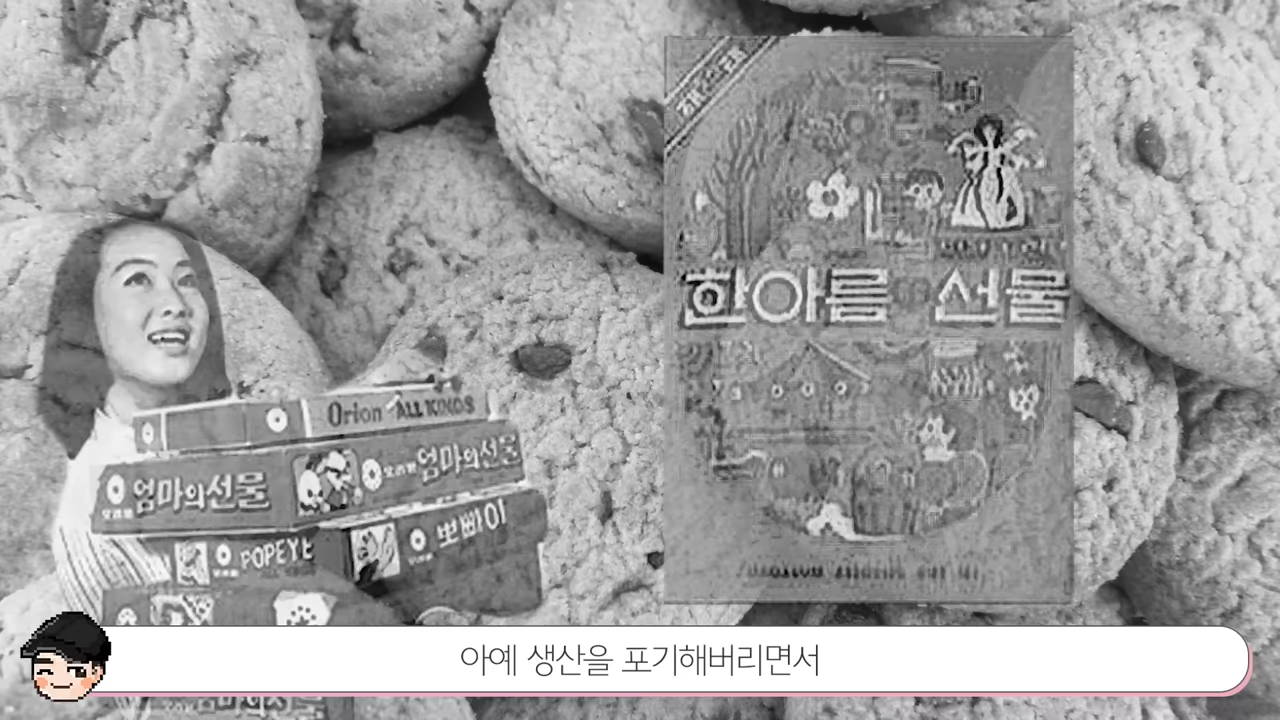 한아름 선물
Orion ALL KINDS
엄마의선물
엄마의선물
POPEYE
뽀빠이
아예 생산을 포기해버리면서